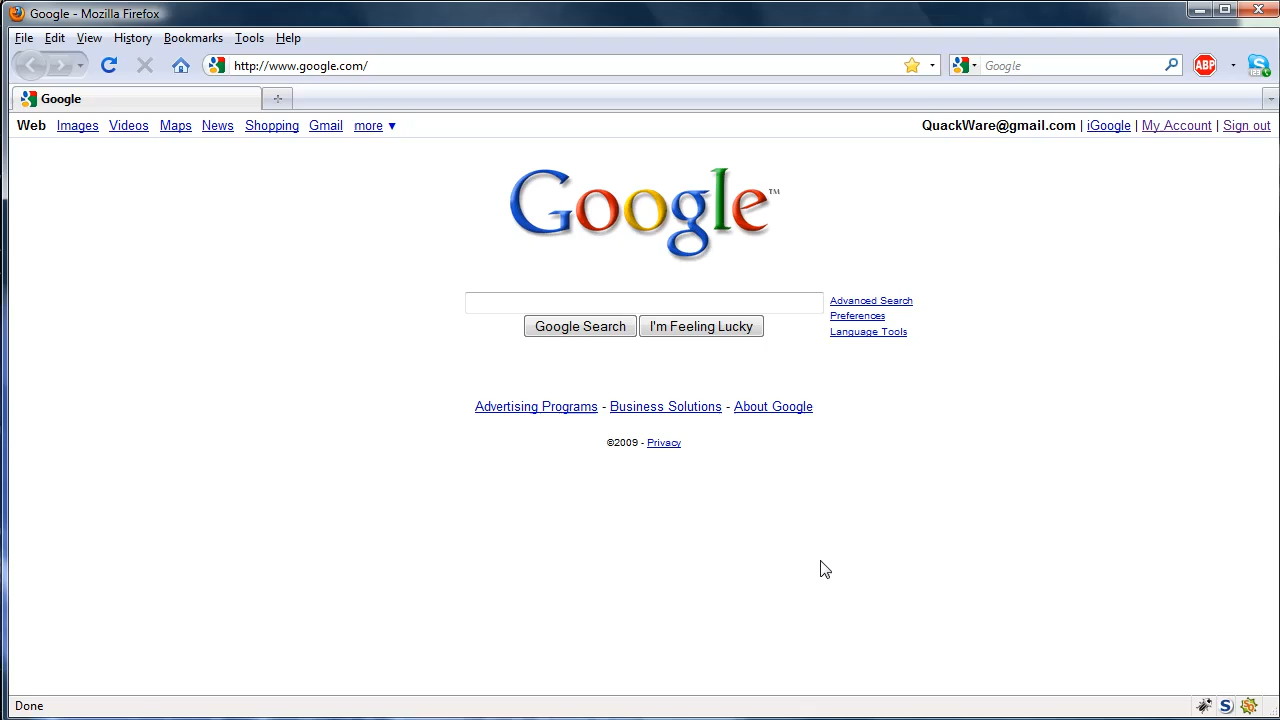 Google - Mozilla Firefox
File Edit View History Bookmarks Tools Help
http://www.google.com/ Google ABP
Google
Web Images Videos Maps News Shopping Gmail more ▼ QuackWare@gmail.com | iGoogle | My Account | Sign out
Google™
Advanced Search
Preferences
Language Tools
Google Search I'm Feeling Lucky
Advertising Programs - Business Solutions - About Google
©2009 - Privacy
Done S